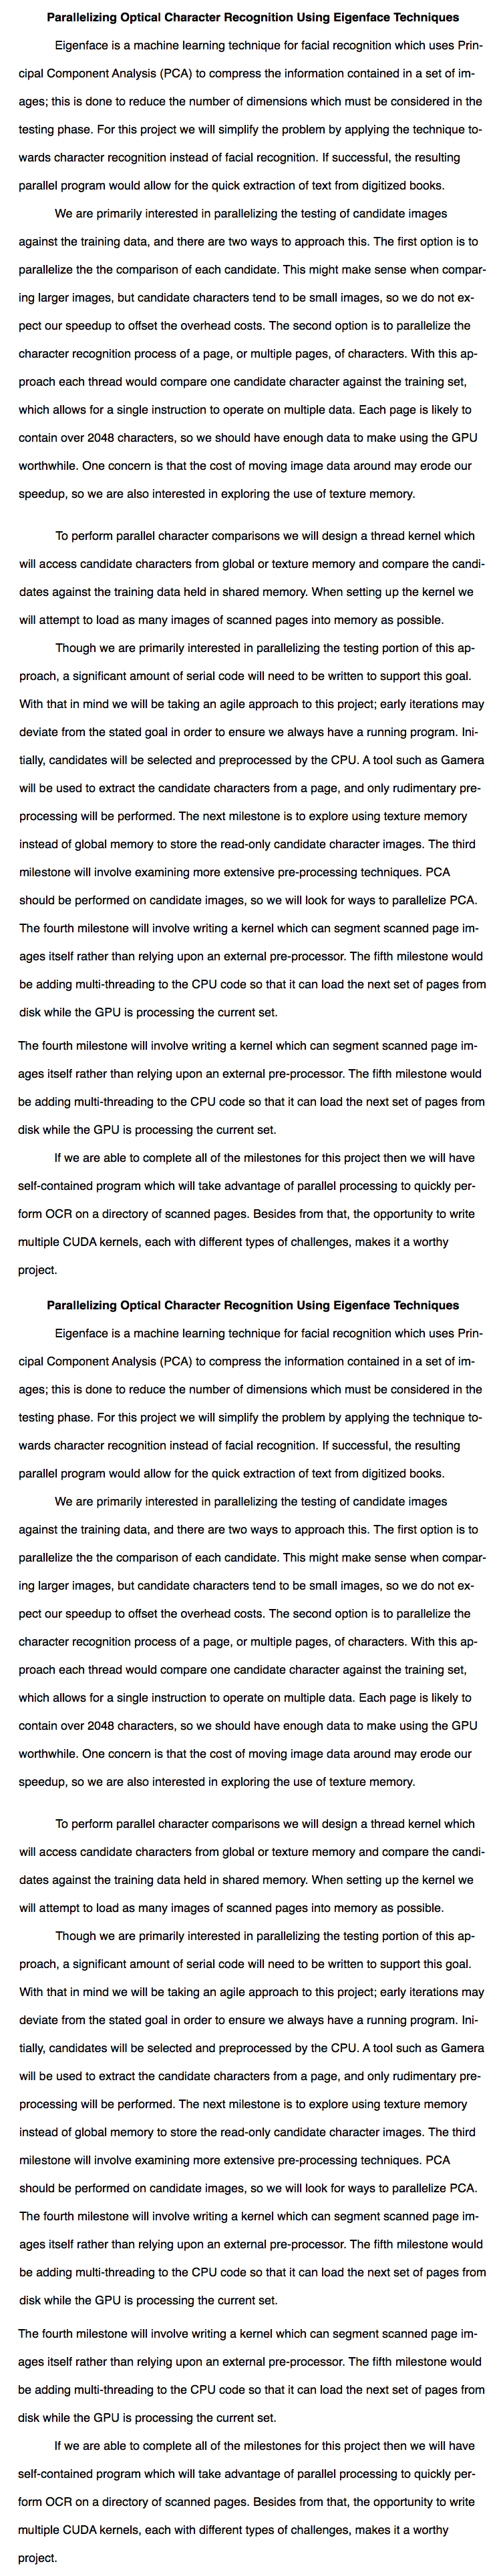 Parallelizing Optical Character Recognition Using Eigenface Techniques
Eigenface is a machine learning technique for facial recognition which uses Prin-
cipal Component Analysis (PCA) to compress the information contained in a set of im-
ages; this is done to reduce the number of dimensions which must be considered in the
testing phase. For this project we will simplify the problem by applying the technique to-
wards character recognition instead of facial recognition. If successful, the resulting
parallel program would allow for the quick extraction of text from digitized books.
We are primarily interested in parallelizing the testing of candidate images
against the training data, and there are two ways to approach this. The first option is to
parallelize the the comparison of each candidate. This might make sense when compar-
ing larger images, but candidate characters tend to be small images, so we do not ex-
pect our speedup to offset the overhead costs. The second option is to parallelize the
character recognition process of a page, or multiple pages, of characters. With this ap-
proach each thread would compare one candidate character against the training set,
which allows for a single instruction to operate on multiple data. Each page is likely to
contain over 2048 characters, so we should have enough data to make using the GPU
worthwhile. One concern is that the cost of moving image data around may erode our
speedup, so we are also interested in exploring the use of texture memory.
To perform parallel character comparisons we will design a thread kernel which
will access candidate characters from global or texture memory and compare the candi-
dates against the training data held in shared memory. When setting up the kernel we
will attempt to load as many images of scanned pages into memory as possible.
Though we are primarily interested in parallelizing the testing portion of this ap-
proach, a significant amount of serial code will need to be written to support this goal.
With that in mind we will be taking an agile approach to this project; early iterations may
deviate from the stated goal in order to ensure we always have a running program. Ini-
tially, candidates will be selected and preprocessed by the CPU. A tool such as Gamera
will be used to extract the candidate characters from a page, and only rudimentary pre-
processing will be performed. The next milestone is to explore using texture memory
instead of global memory to store the read-only candidate character images. The third
milestone will involve examining more extensive pre-processing techniques. PCA
should be performed on candidate images, so we will look for ways to parallelize PCA.
The fourth milestone will involve writing a kernel which can segment scanned page im-
ages itself rather than relying upon an external pre-processor. The fifth milestone would
be adding multi-threading to the CPU code so that it can load the next set of pages from
disk while the GPU is processing the current set.
The fourth milestone will involve writing a kernel which can segment scanned page im-
ages itself rather than relying upon an external pre-processor. The fifth milestone would
be adding multi-threading to the CPU code so that it can load the next set of pages from
disk while the GPU is processing the current set.
If we are able to complete all of the milestones for this project then we will have
self-contained program which will take advantage of parallel processing to quickly per-
form OCR on a directory of scanned pages. Besides from that, the opportunity to write
multiple CUDA kernels, each with different types of challenges, makes it a worthy
project.
Parallelizing Optical Character Recognition Using Eigenface Techniques
Eigenface is a machine learning technique for facial recognition which uses Prin-
cipal Component Analysis (PCA) to compress the information contained in a set of im-
ages; this is done to reduce the number of dimensions which must be considered in the
testing phase. For this project we will simplify the problem by applying the technique to-
wards character recognition instead of facial recognition. If successful, the resulting
parallel program would allow for the quick extraction of text from digitized books.
We are primarily interested in parallelizing the testing of candidate images
against the training data, and there are two ways to approach this. The first option is to
parallelize the the comparison of each candidate. This might make sense when compar-
ing larger images, but candidate characters tend to be small images, so we do not ex-
pect our speedup to offset the overhead costs. The second option is to parallelize the
character recognition process of a page, or multiple pages, of characters. With this ap-
proach each thread would compare one candidate character against the training set,
which allows for a single instruction to operate on multiple data. Each page is likely to
contain over 2048 characters, so we should have enough data to make using the GPU
worthwhile. One concern is that the cost of moving image data around may erode our
speedup, so we are also interested in exploring the use of texture memory.
To perform parallel character comparisons we will design a thread kernel which
will access candidate characters from global or texture memory and compare the candi-
dates against the training data held in shared memory. When setting up the kernel we
will attempt to load as many images of scanned pages into memory as possible.
Though we are primarily interested in parallelizing the testing portion of this ap-
proach, a significant amount of serial code will need to be written to support this goal.
With that in mind we will be taking an agile approach to this project; early iterations may
deviate from the stated goal in order to ensure we always have a running program. Ini-
tially, candidates will be selected and preprocessed by the CPU. A tool such as Gamera
will be used to extract the candidate characters from a page, and only rudimentary pre-
processing will be performed. The next milestone is to explore using texture memory
instead of global memory to store the read-only candidate character images. The third
milestone will involve examining more extensive pre-processing techniques. PCA
should be performed on candidate images, so we will look for ways to parallelize PCA.
The fourth milestone will involve writing a kernel which can segment scanned page im-
ages itself rather than relying upon an external pre-processor. The fifth milestone would
be adding multi-threading to the CPU code so that it can load the next set of pages from
disk while the GPU is processing the current set.
The fourth milestone will involve writing a kernel which can segment scanned page im-
ages itself rather than relying upon an external pre-processor. The fifth milestone would
be adding multi-threading to the CPU code so that it can load the next set of pages from
disk while the GPU is processing the current set.
If we are able to complete all of the milestones for this project then we will have
self-contained program which will take advantage of parallel processing to quickly per-
form OCR on a directory of scanned pages. Besides from that, the opportunity to write
multiple CUDA kernels, each with different types of challenges, makes it a worthy
project.